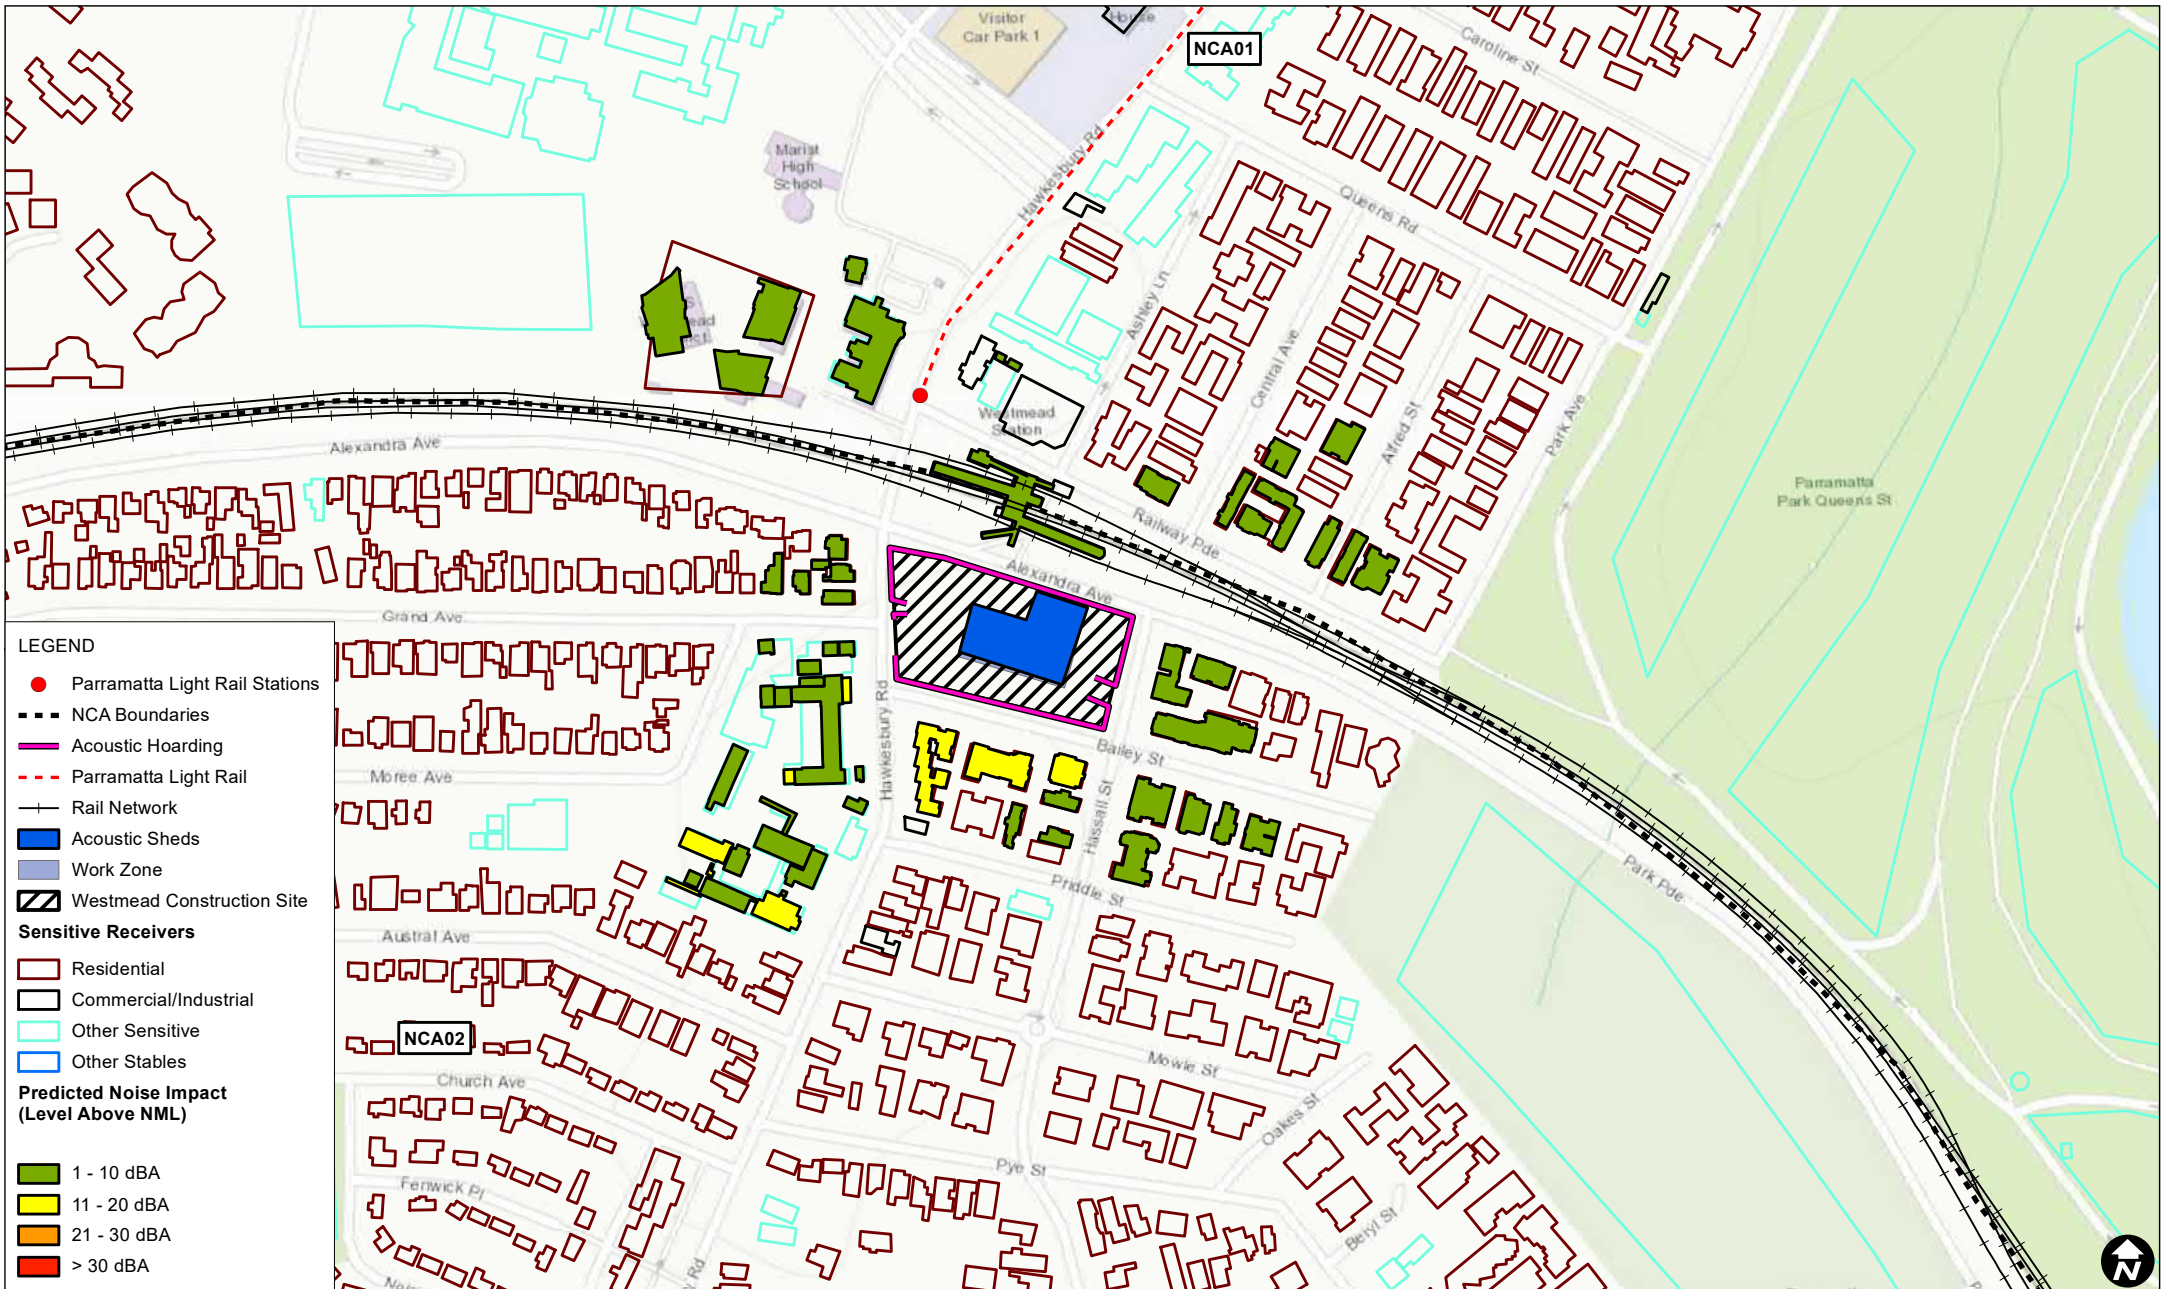 Visitor
Car Park 1
House
NCA01
Caroline St
Marist
High
School
Hawkesbury Rd
Queens Rd
Ashley Ln
Central Ave
Alfred St
Park Ave
Westmead
Station
Alexandra Ave
Parramatta
Park Queens St
Railway Pde
Alexandra Ave
Grand Ave
LEGEND
Parramatta Light Rail Stations
NCA Boundaries
Acoustic Hoarding
Parramatta Light Rail
Rail Network
Acoustic Sheds
Work Zone
Westmead Construction Site
Sensitive Receivers
Residential
Commercial/Industrial
Other Sensitive
Other Stables
Predicted Noise Impact
(Level Above NML)
1 - 10 dBA
11 - 20 dBA
21 - 30 dBA
> 30 dBA
Hawkesbury Rd
Bailey St
Moree Ave
Hassall St
Priddle St
Park Pde
Austral Ave
NCA02
Mowle St
Church Ave
Oakes St
Pye St
Fenwick Pl
Beryl St
N